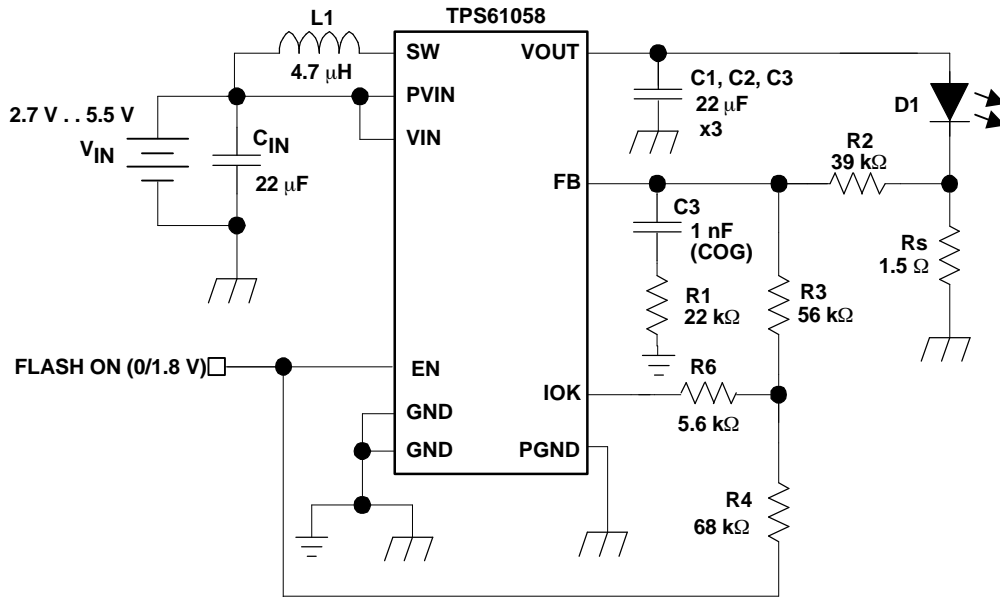 TPS61058
L1
4.7 μH
SW
PVIN
VIN
EN
GND
GND
VOUT
FB
IOK
PGND
2.7 V . . 5.5 V
VIN
CIN
22 μF
C1, C2, C3
22 μF
x3
D1
R2
39 kΩ
C3
1 nF
(COG)
R1
22 kΩ
R3
56 kΩ
Rs
1.5 Ω
R6
5.6 kΩ
R4
68 kΩ
FLASH ON (0/1.8 V)